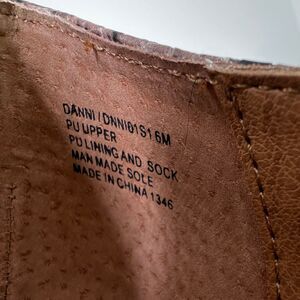 DANNI / DNNI01S1 6M
PU UPPER
PU LINING AND SOCK
MAN MADE SOLE
MADE IN CHINA 1346